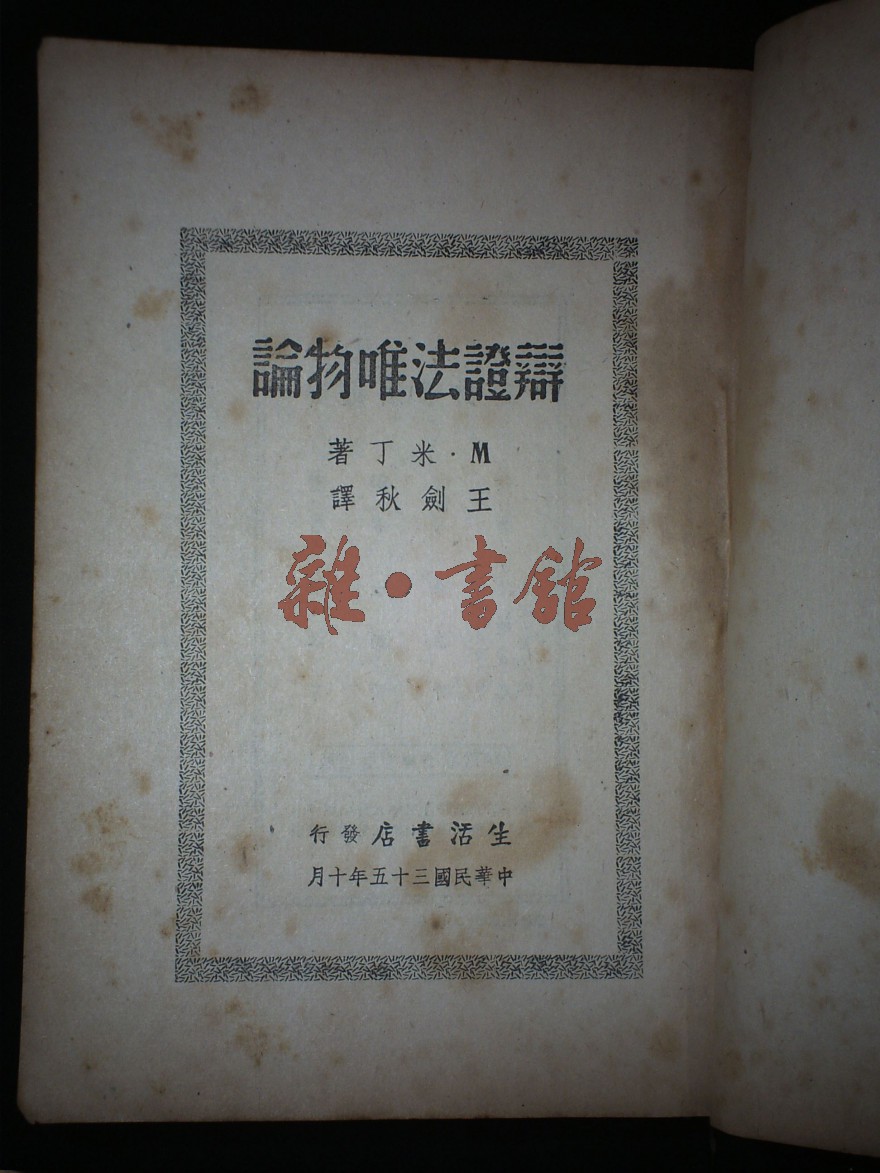 辯證法唯物論
M·米丁著
王劍秋譯
雜·書館
生活書店發行
中華民國三十五年十月